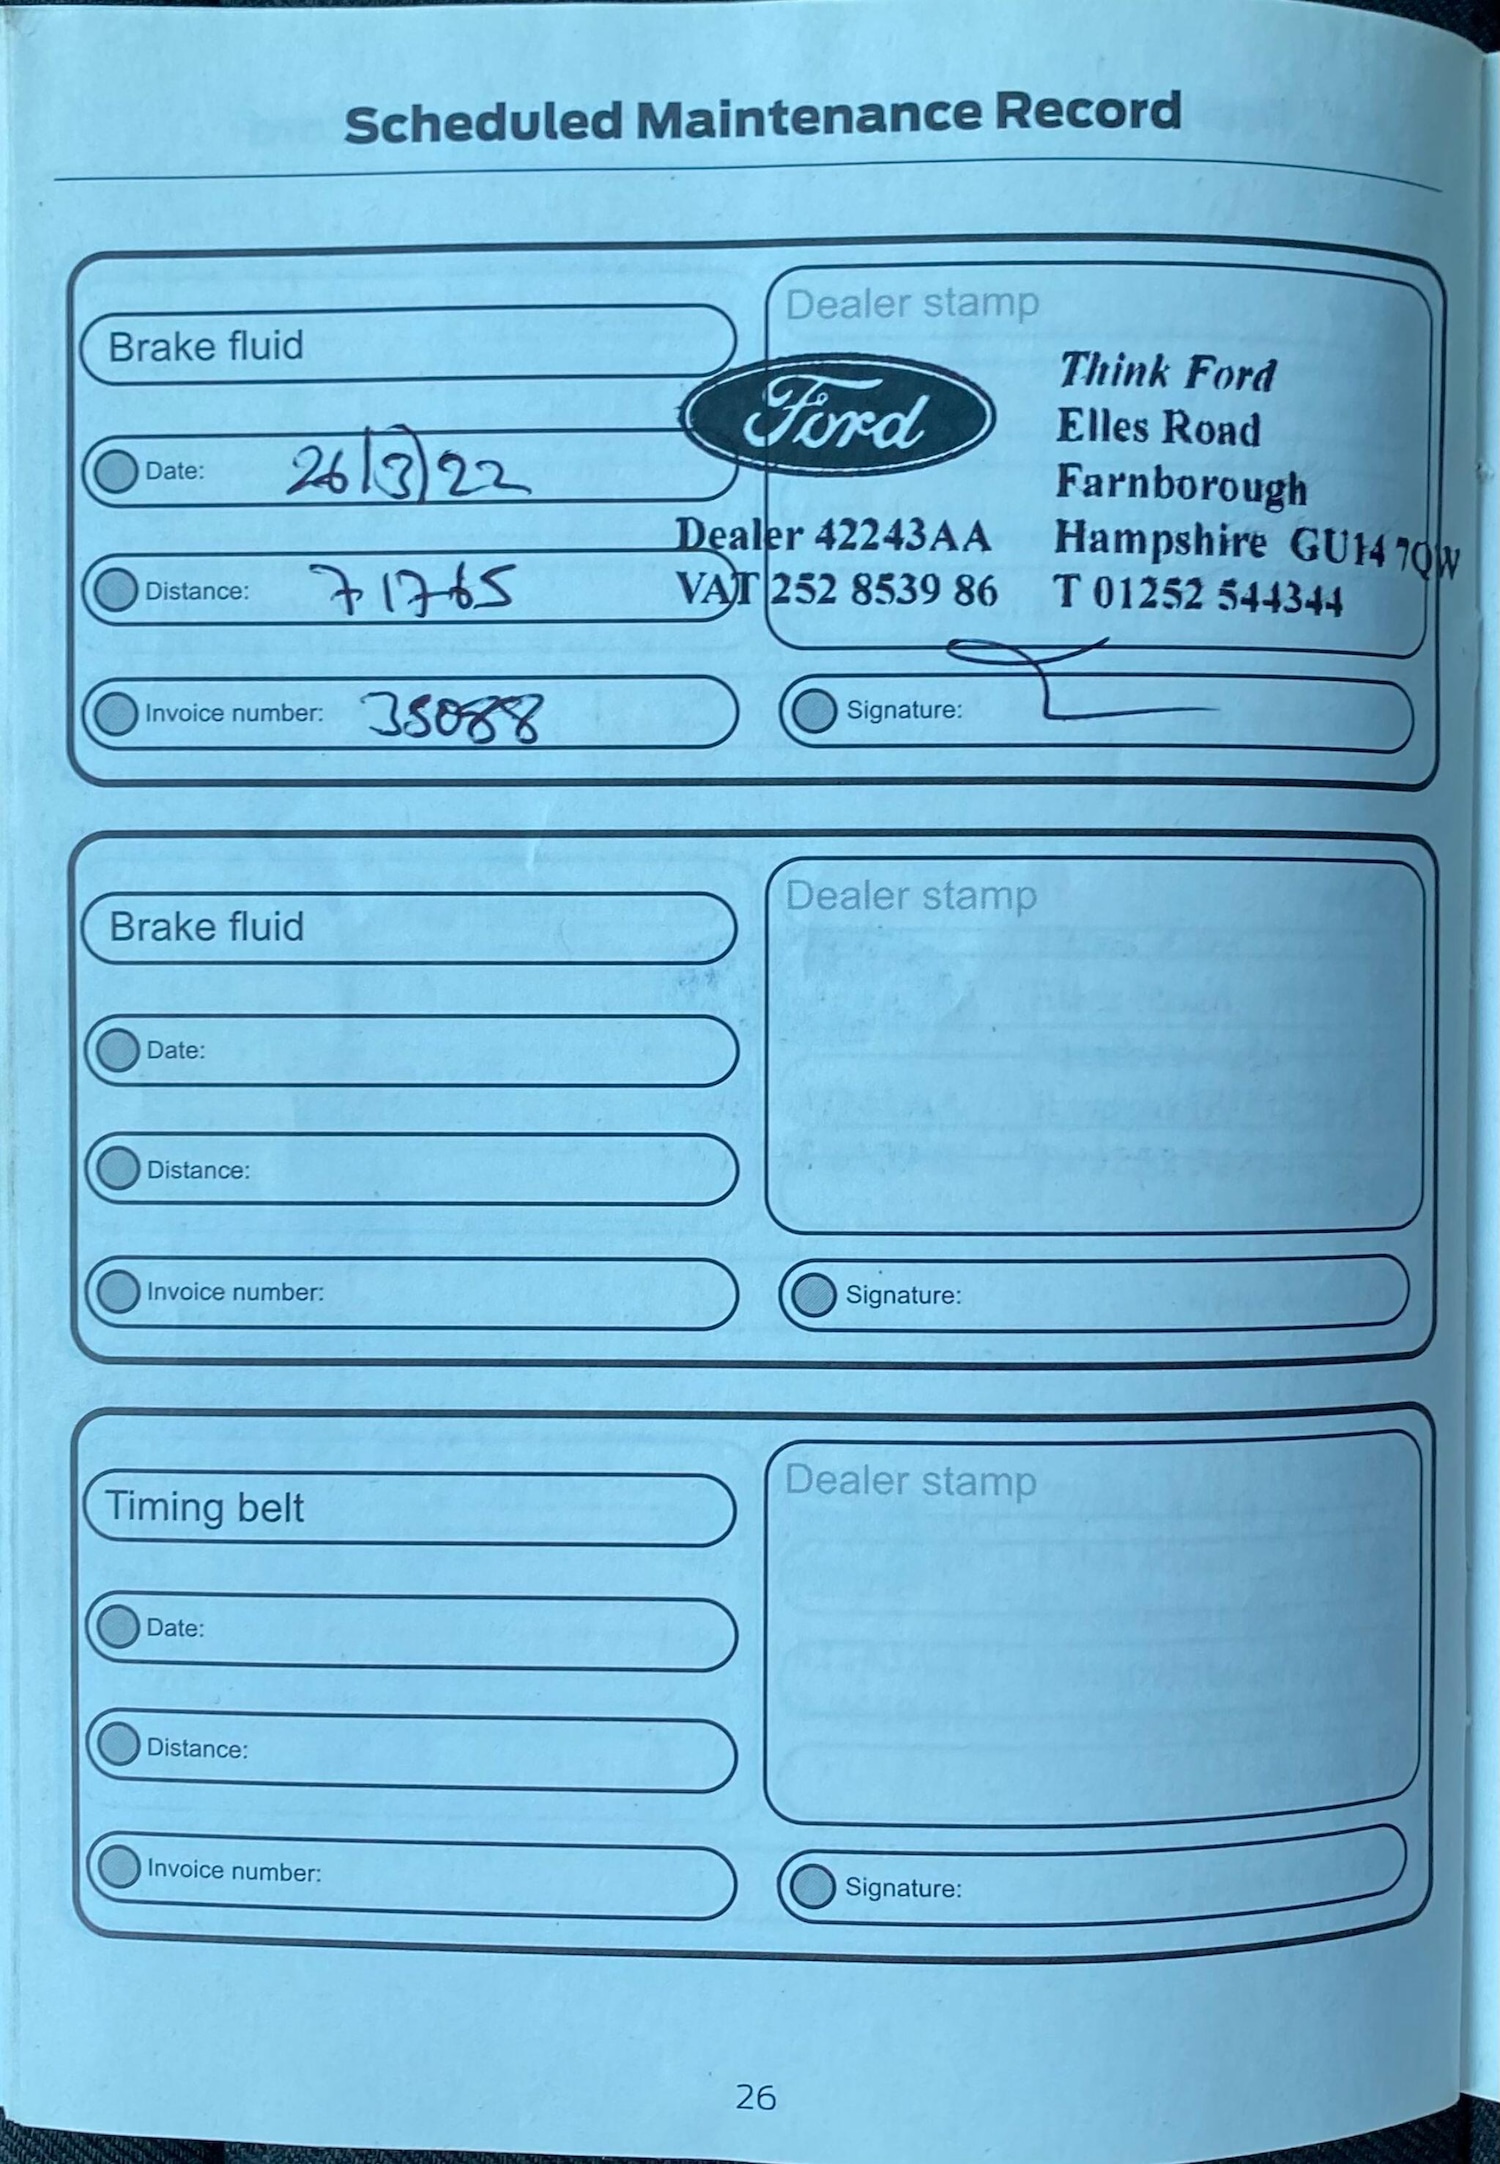 Scheduled Maintenance Record
Brake fluid
Date: 26/3/22
Distance: 71765
Invoice number: 35088
Dealer stamp
Ford
Dealer 42243AA
VAT 252 8539 86
Think Ford
Elles Road
Farnborough
Hampshire GU14 7QW
T 01252 544344
Signature:
Brake fluid
Date:
Distance:
Invoice number:
Dealer stamp
Signature:
Timing belt
Date:
Distance:
Invoice number:
Dealer stamp
Signature:
26